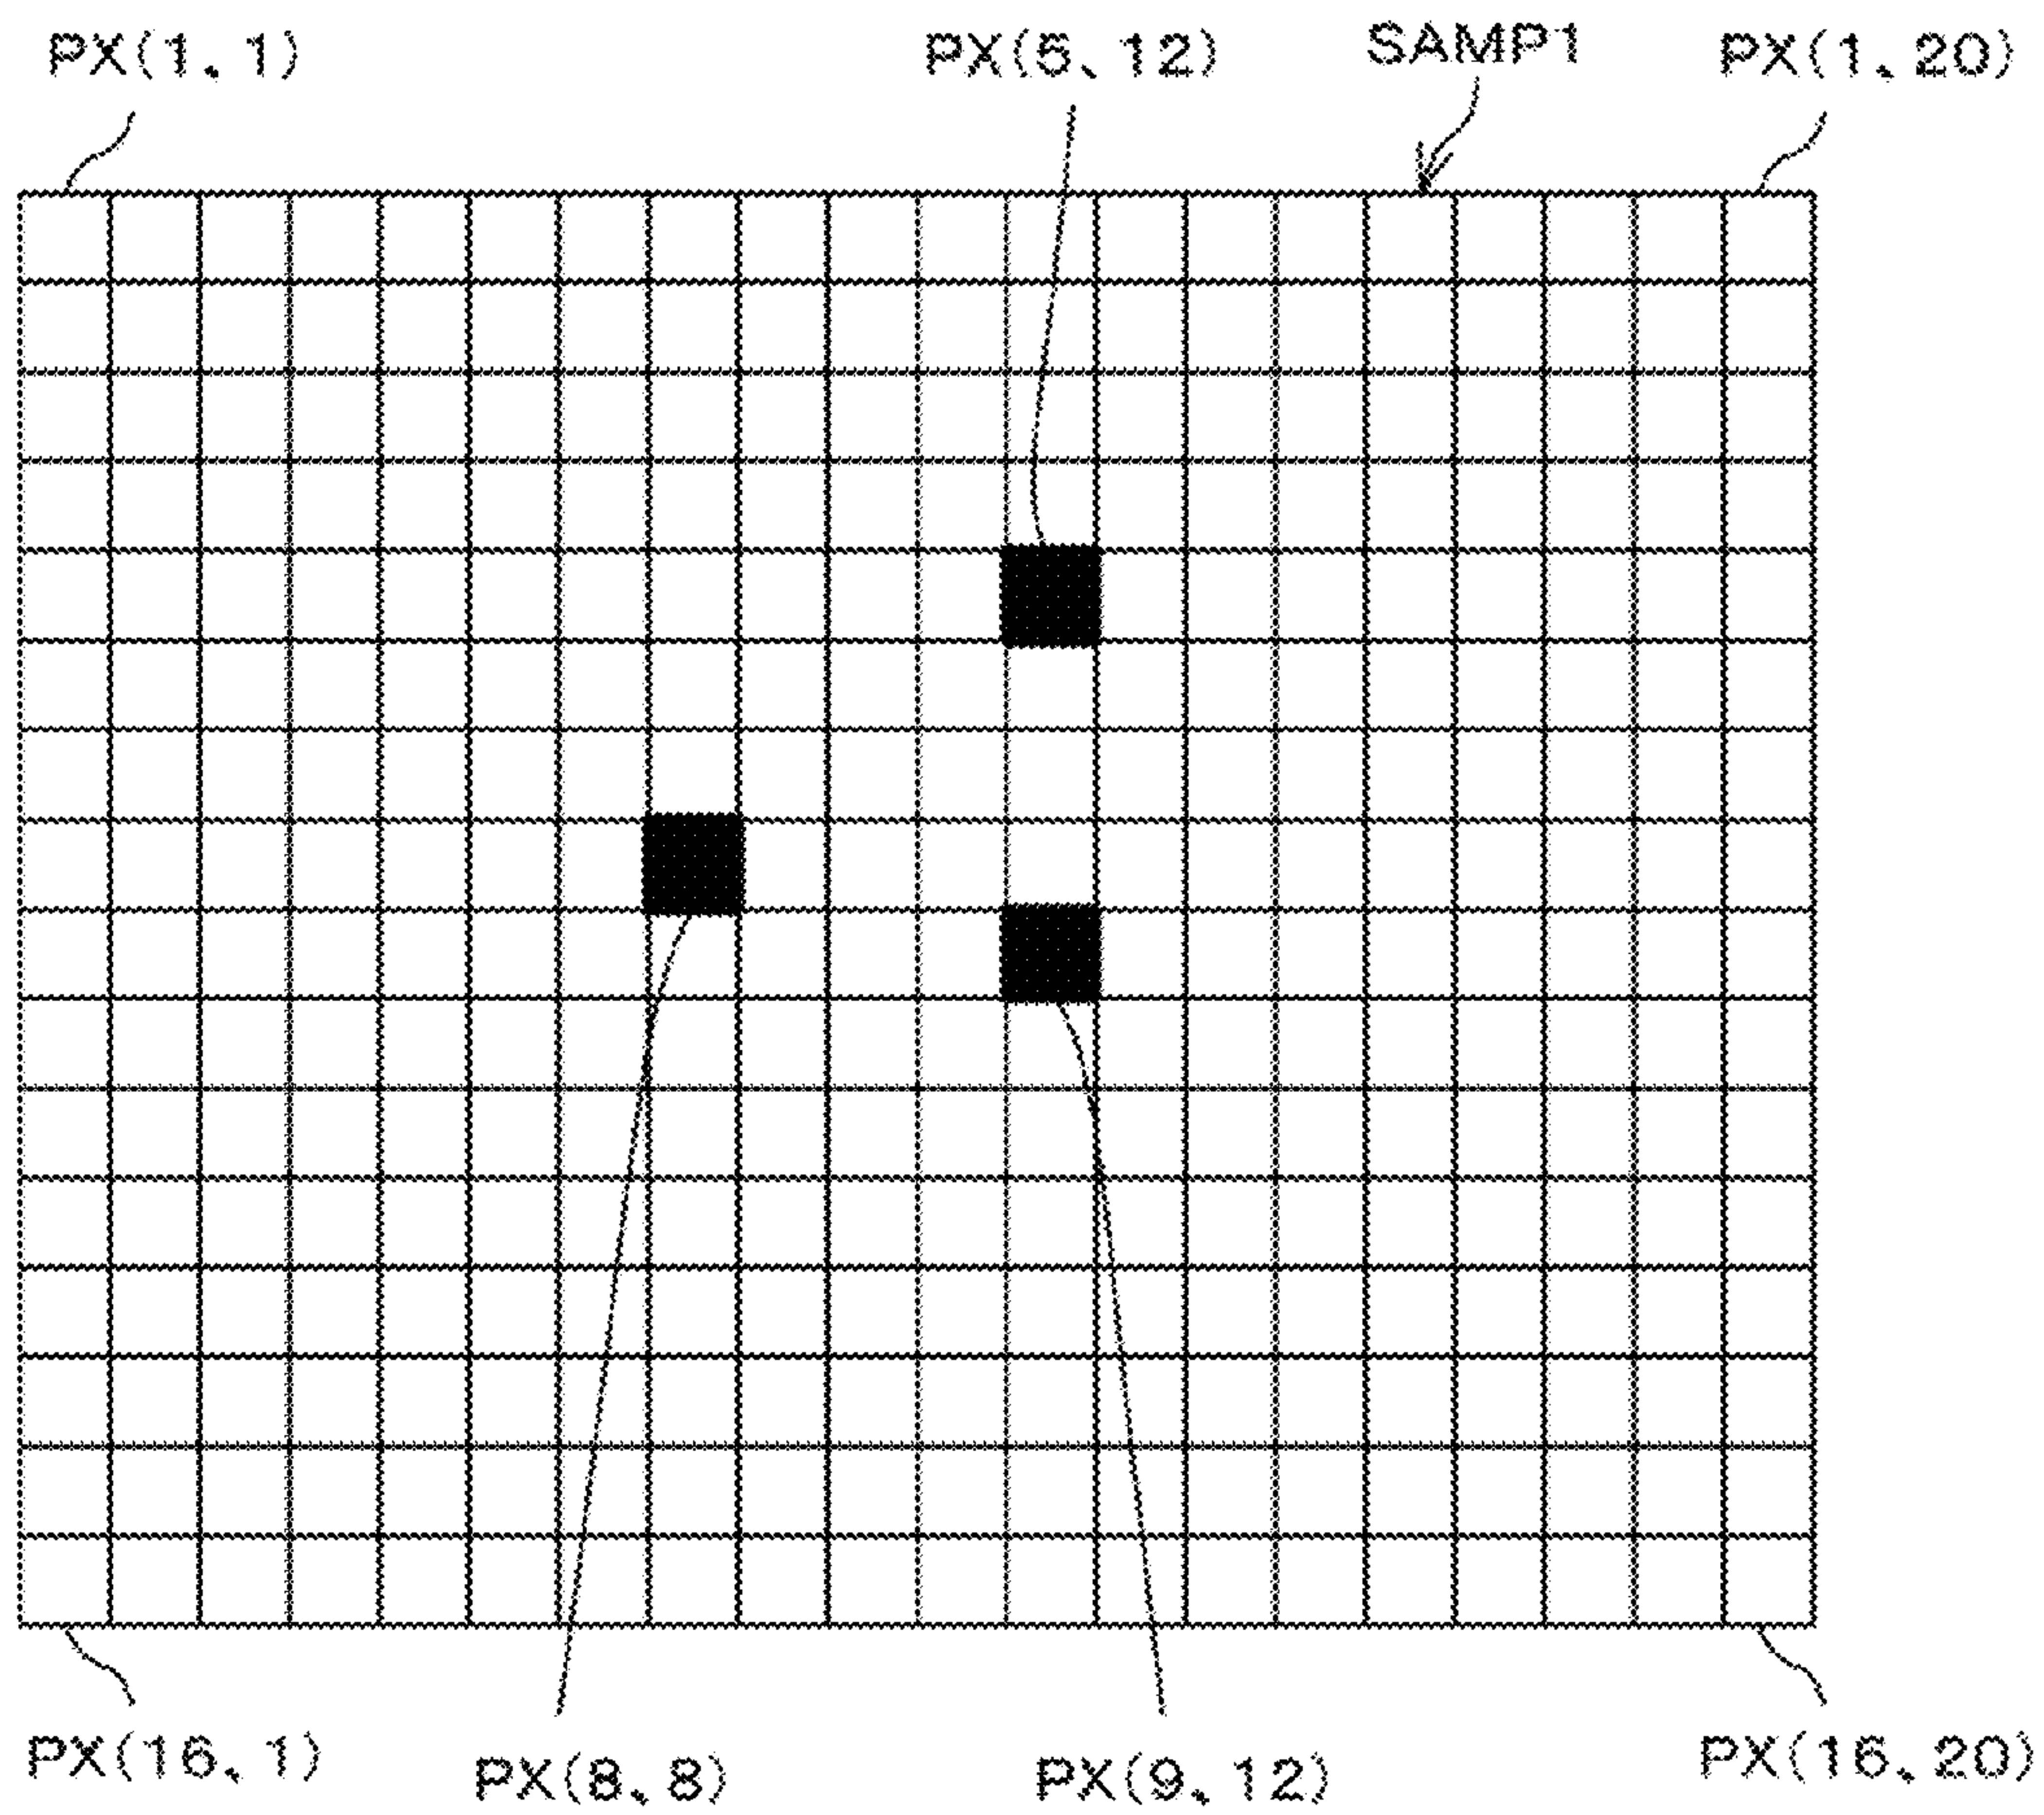 PX(1、1)
PX(5、12)
SAMP1
PX(1、20)
PX(16、1)
PX(8、8)
PX(9、12)
PX(16、20)